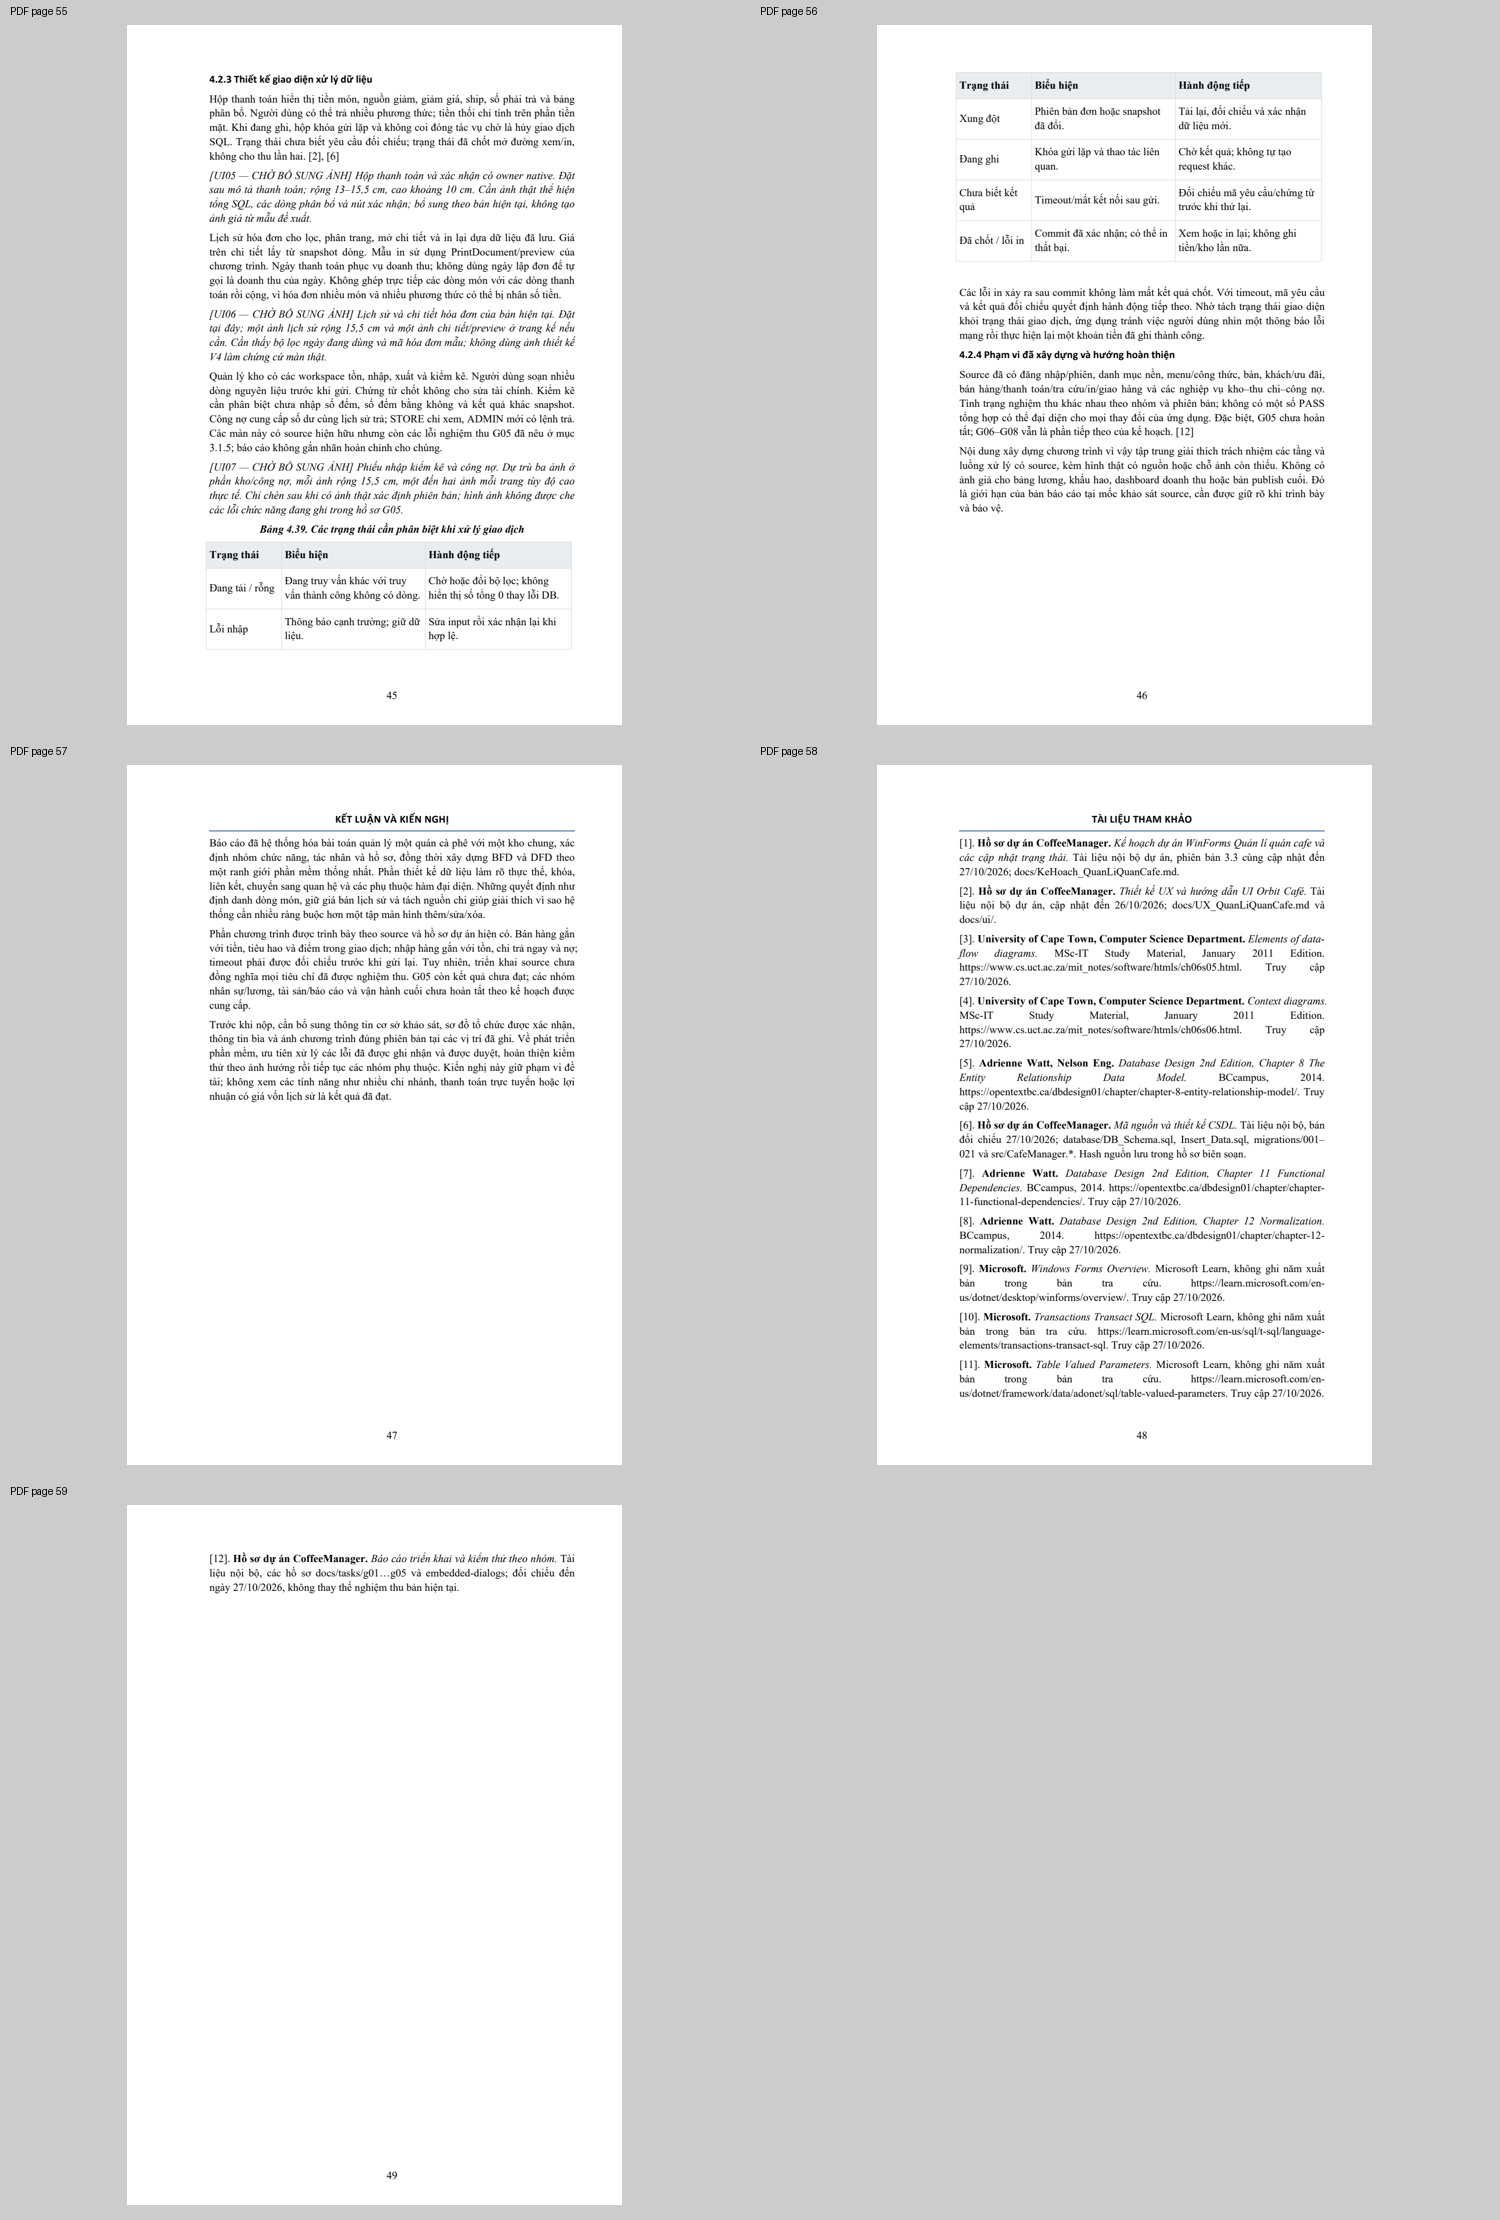 PDF page 55
4.2.3 Thiết kế giao diện xử lý dữ liệu
Hộp thanh toán hiển thị tiền món, nguồn giảm, giảm giá, ship, số phải trả và bảng
phân bổ. Người dùng có thể trả nhiều phương thức; tiền thối chỉ tính trên phần tiền
mặt. Khi đang ghi, hộp khóa gửi lặp và không coi đóng tác vụ chờ là hủy giao dịch
SQL. Trạng thái chưa biết yêu cầu đối chiếu; trạng thái đã chốt mở đường xem/in,
không cho thu lần hai. [2], [6]
[UI05 — CHỜ BỔ SUNG ẢNH] Hộp thanh toán và xác nhận có owner native. Đặt
sau mô tả thanh toán; rộng 13–15,5 cm, cao khoảng 10 cm. Cần ảnh thật thể hiện
tổng SQL, các dòng phân bổ và nút xác nhận; bổ sung theo bản hiện tại, không tạo
ảnh giả từ mẫu đề xuất.
Lịch sử hóa đơn cho lọc, phân trang, mở chi tiết và in lại dựa dữ liệu đã lưu. Giá
trên chi tiết lấy từ snapshot dòng. Mẫu in sử dụng PrintDocument/preview của
chương trình. Ngày thanh toán phục vụ doanh thu; không dùng ngày lập đơn để tự
gọi là doanh thu của ngày. Không ghép trực tiếp các dòng món với các dòng thanh
toán rồi cộng, vì hóa đơn nhiều món và nhiều phương thức có thể bị nhân số tiền.
[UI06 — CHỜ BỔ SUNG ẢNH] Lịch sử và chi tiết hóa đơn của bản hiện tại. Đặt
tại đây; một ảnh lịch sử rộng 15,5 cm và một ảnh chi tiết/preview ở trang kế nếu
cần. Cần thấy bộ lọc ngày đang dùng và mã hóa đơn mẫu; không dùng ảnh thiết kế
V4 làm chứng cứ màn thật.
Quản lý kho có các workspace tồn, nhập, xuất và kiểm kê. Người dùng soạn nhiều
dòng nguyên liệu trước khi gửi. Chứng từ chốt không cho sửa tài chính. Kiểm kê
cần phân biệt chưa nhập số đếm, số đếm bằng không và kết quả khác snapshot.
Công nợ cung cấp số dư cùng lịch sử trả; STORE chỉ xem, ADMIN mới có lệnh trả.
Các màn này có source hiện hữu nhưng còn các lỗi nghiệm thu G05 đã nêu ở mục
3.1.5; báo cáo không gắn nhãn hoàn chỉnh cho chúng.
[UI07 — CHỜ BỔ SUNG ẢNH] Phiếu nhập kiểm kê và công nợ. Dự trù ba ảnh ở
phần kho/công nợ, mỗi ảnh rộng 15,5 cm, một đến hai ảnh mỗi trang tùy độ cao
thực tế. Chỉ chèn sau khi có ảnh thật xác định phiên bản; hình ảnh không được che
các lỗi chức năng đang ghi trong hồ sơ G05.
Bảng 4.39. Các trạng thái cần phân biệt khi xử lý giao dịch
Trạng thái Biểu hiện Hành động tiếp
Đang tải / rỗng Đang truy vấn khác với truy vấn thành công không có dòng. Chờ hoặc đổi bộ lọc; không hiển thị số tổng 0 thay lỗi DB.
Lỗi nhập Thông báo cạnh trường; giữ dữ liệu. Sửa input rồi xác nhận lại khi hợp lệ.
45
PDF page 56
Trạng thái Biểu hiện Hành động tiếp
Xung đột Phiên bản đơn hoặc snapshot đã đổi. Tải lại, đối chiếu và xác nhận dữ liệu mới.
Đang ghi Khóa gửi lặp và thao tác liên quan. Chờ kết quả; không tự tạo request khác.
Chưa biết kết quả Timeout/mất kết nối sau gửi. Đối chiếu mã yêu cầu/chứng từ trước khi thử lại.
Đã chốt / lỗi in Commit đã xác nhận; có thể in thất bại. Xem hoặc in lại; không ghi tiền/kho lần nữa.
Các lỗi in xảy ra sau commit không làm mất kết quả chốt. Với timeout, mã yêu cầu
và kết quả đối chiếu quyết định hành động tiếp theo. Nhờ tách trạng thái giao diện
khỏi trạng thái giao dịch, ứng dụng tránh việc người dùng nhìn một thông báo lỗi
mạng rồi thực hiện lại một khoản tiền đã ghi thành công.
4.2.4 Phạm vi đã xây dựng và hướng hoàn thiện
Source đã có đăng nhập/phiên, danh mục nền, menu/công thức, bàn, khách/ưu đãi,
bán hàng/thanh toán/tra cứu/in/giao hàng và các nghiệp vụ kho–thu chi–công nợ.
Tình trạng nghiệm thu khác nhau theo nhóm và phiên bản; không có một số PASS
tổng hợp có thể đại diện cho mọi thay đổi của ứng dụng. Đặc biệt, G05 chưa hoàn
tất; G06–G08 vẫn là phần tiếp theo của kế hoạch. [12]
Nội dung xây dựng chương trình vì vậy tập trung giải thích trách nhiệm các tầng và
luồng xử lý có source, kèm hình thật có nguồn hoặc chỗ ảnh còn thiếu. Không có
ảnh giả cho bảng lương, khấu hao, dashboard doanh thu hoặc bản publish cuối. Đó
là giới hạn của bản báo cáo tại mốc khảo sát source, cần được giữ rõ khi trình bày
và bảo vệ.
46
PDF page 57
KẾT LUẬN VÀ KIẾN NGHỊ
Báo cáo đã hệ thống hóa bài toán quản lý một quán cà phê với một kho chung, xác
định nhóm chức năng, tác nhân và hồ sơ, đồng thời xây dựng BFD và DFD theo
một ranh giới phần mềm thống nhất. Phần thiết kế dữ liệu làm rõ thực thể, khóa,
liên kết, chuyển sang quan hệ và các phụ thuộc hàm đại diện. Những quyết định như
định danh dòng món, giữ giá bán lịch sử và tách nguồn chi giúp giải thích vì sao hệ
thống cần nhiều ràng buộc hơn một tập màn hình thêm/sửa/xóa.
Phần chương trình được trình bày theo source và hồ sơ dự án hiện có. Bán hàng gắn
với tiền, tiêu hao và điểm trong giao dịch; nhập hàng gắn với tồn, chi trả ngay và nợ;
timeout phải được đối chiếu trước khi gửi lại. Tuy nhiên, triển khai source chưa
đồng nghĩa mọi tiêu chí đã được nghiệm thu. G05 còn kết quả chưa đạt; các nhóm
nhân sự/lương, tài sản/báo cáo và vận hành cuối chưa hoàn tất theo kế hoạch được
cung cấp.
Trước khi nộp, cần bổ sung thông tin cơ sở khảo sát, sơ đồ tổ chức được xác nhận,
thông tin bìa và ảnh chương trình đúng phiên bản tại các vị trí đã ghi. Về phát triển
phần mềm, ưu tiên xử lý các lỗi đã được ghi nhận và được duyệt, hoàn thiện kiểm
thử theo ảnh hưởng rồi tiếp tục các nhóm phụ thuộc. Kiến nghị này giữ phạm vi đề
tài; không xem các tính năng như nhiều chi nhánh, thanh toán trực tuyến hoặc lợi
nhuận có giá vốn lịch sử là kết quả đã đạt.
47
PDF page 58
TÀI LIỆU THAM KHẢO
[1]. Hồ sơ dự án CoffeeManager. Kế hoạch dự án WinForms Quản lí quán cafe và
các cập nhật trạng thái. Tài liệu nội bộ dự án, phiên bản 3.3 cùng cập nhật đến
27/10/2026; docs/KeHoach_QuanLiQuanCafe.md.
[2]. Hồ sơ dự án CoffeeManager. Thiết kế UX và hướng dẫn UI Orbit Café. Tài
liệu nội bộ dự án, cập nhật đến 26/10/2026; docs/UX_QuanLiQuanCafe.md và
docs/ui/.
[3]. University of Cape Town, Computer Science Department. Elements of data-
flow diagrams. MSc-IT Study Material, January 2011 Edition.
https://www.cs.uct.ac.za/mit_notes/software/htmls/ch06s05.html. Truy cập
27/10/2026.
[4]. University of Cape Town, Computer Science Department. Context diagrams.
MSc-IT Study Material, January 2011 Edition.
https://www.cs.uct.ac.za/mit_notes/software/htmls/ch06s06.html. Truy cập
27/10/2026.
[5]. Adrienne Watt, Nelson Eng. Database Design 2nd Edition, Chapter 8 The
Entity Relationship Data Model. BCcampus, 2014.
https://opentextbc.ca/dbdesign01/chapter/chapter-8-entity-relationship-model/. Truy
cập 27/10/2026.
[6]. Hồ sơ dự án CoffeeManager. Mã nguồn và thiết kế CSDL. Tài liệu nội bộ, bản
đối chiếu 27/10/2026; database/DB_Schema.sql, Insert_Data.sql, migrations/001–
021 và src/CafeManager.*. Hash nguồn lưu trong hồ sơ biên soạn.
[7]. Adrienne Watt. Database Design 2nd Edition, Chapter 11 Functional
Dependencies. BCcampus, 2014. https://opentextbc.ca/dbdesign01/chapter/chapter-
11-functional-dependencies/. Truy cập 27/10/2026.
[8]. Adrienne Watt. Database Design 2nd Edition, Chapter 12 Normalization.
BCcampus, 2014. https://opentextbc.ca/dbdesign01/chapter/chapter-12-
normalization/. Truy cập 27/10/2026.
[9]. Microsoft. Windows Forms Overview. Microsoft Learn, không ghi năm xuất
bản trong bản tra cứu. https://learn.microsoft.com/en-
us/dotnet/desktop/winforms/overview/. Truy cập 27/10/2026.
[10]. Microsoft. Transactions Transact SQL. Microsoft Learn, không ghi năm xuất
bản trong bản tra cứu. https://learn.microsoft.com/en-us/sql/t-sql/language-
elements/transactions-transact-sql. Truy cập 27/10/2026.
[11]. Microsoft. Table Valued Parameters. Microsoft Learn, không ghi năm xuất
bản trong bản tra cứu. https://learn.microsoft.com/en-
us/dotnet/framework/data/adonet/sql/table-valued-parameters. Truy cập 27/10/2026.
48
PDF page 59
[12]. Hồ sơ dự án CoffeeManager. Báo cáo triển khai và kiểm thử theo nhóm. Tài
liệu nội bộ, các hồ sơ docs/tasks/g01…g05 và embedded-dialogs; đối chiếu đến
ngày 27/10/2026, không thay thế nghiệm thu bản hiện tại.
49